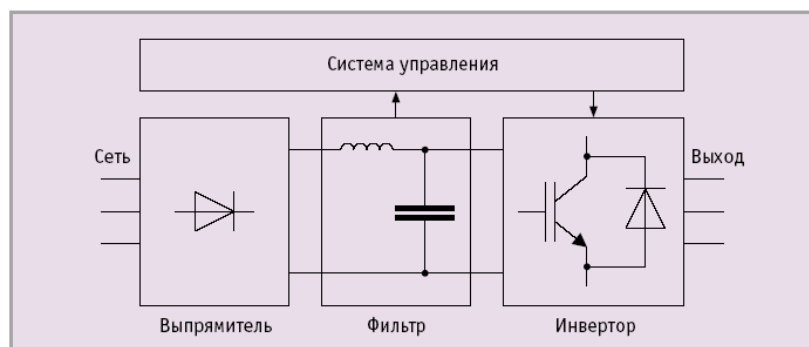 Система управления
Сеть
Выход
Выпрямитель
Фильтр
Инвертор